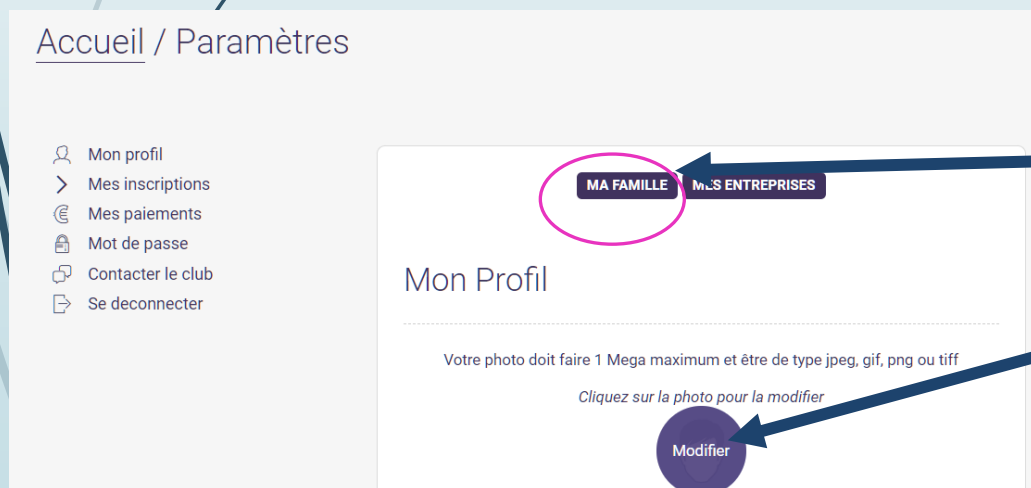 Accueil / Paramètres
Mon profil
Mes inscriptions
Mes paiements
Mot de passe
Contacter le club
Se deconnecter
MA FAMILLE MES ENTREPRISES
Mon Profil
Votre photo doit faire 1 Mega maximum et être de type jpeg, gif, png ou tiff
Cliquez sur la photo pour la modifier
Modifier